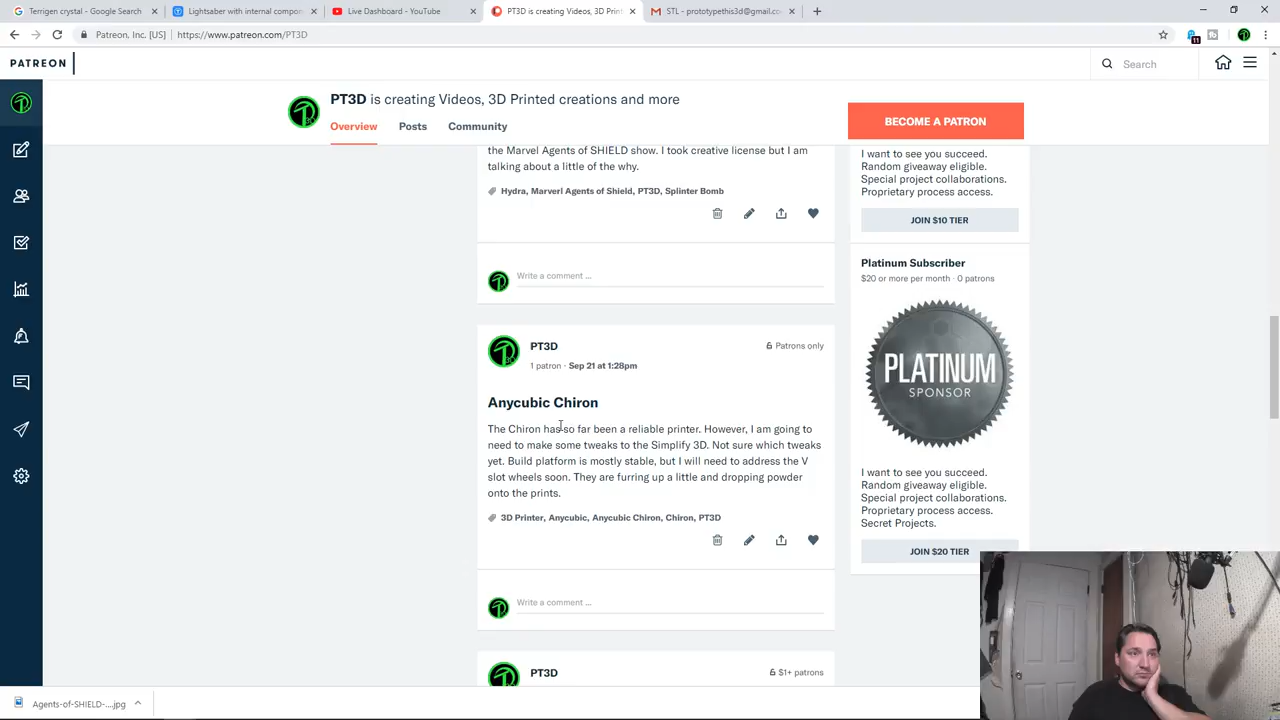 Terrigen crystal - Google Search
Lightsaber with internal compon
Live Dashboard - YouTube
PT3D is creating Videos, 3D Print
STL - prototypethis3d@gmail.co
Patreon, Inc. [US] https://www.patreon.com/PT3D
11
PATREON
Search
PT3D is creating Videos, 3D Printed creations and more
BECOME A PATRON
Overview
Posts
Community
the Marvel Agents of SHIELD show. I took creative license but I am
talking about a little of the why.
Hydra, Marverl Agents of Shield, PT3D, Splinter Bomb
Write a comment ...
PT3D
Patrons only
1 patron · Sep 21 at 1:28pm
Anycubic Chiron
The Chiron has so far been a reliable printer. However, I am going to
need to make some tweaks to the Simplify 3D. Not sure which tweaks
yet. Build platform is mostly stable, but I will need to address the V
slot wheels soon. They are furring up a little and dropping powder
onto the prints.
3D Printer, Anycubic, Anycubic Chiron, Chiron, PT3D
Write a comment ...
PT3D
$1+ patrons
I want to see you succeed.
Random giveaway eligible.
Special project collaborations.
Proprietary process access.
JOIN $10 TIER
Platinum Subscriber
$20 or more per month · 0 patrons
PLATINUM
SPONSOR
I want to see you succeed.
Random giveaway eligible.
Special project collaborations.
Proprietary process access.
Secret Projects.
JOIN $20 TIER
Agents-of-SHIELD-....jpg